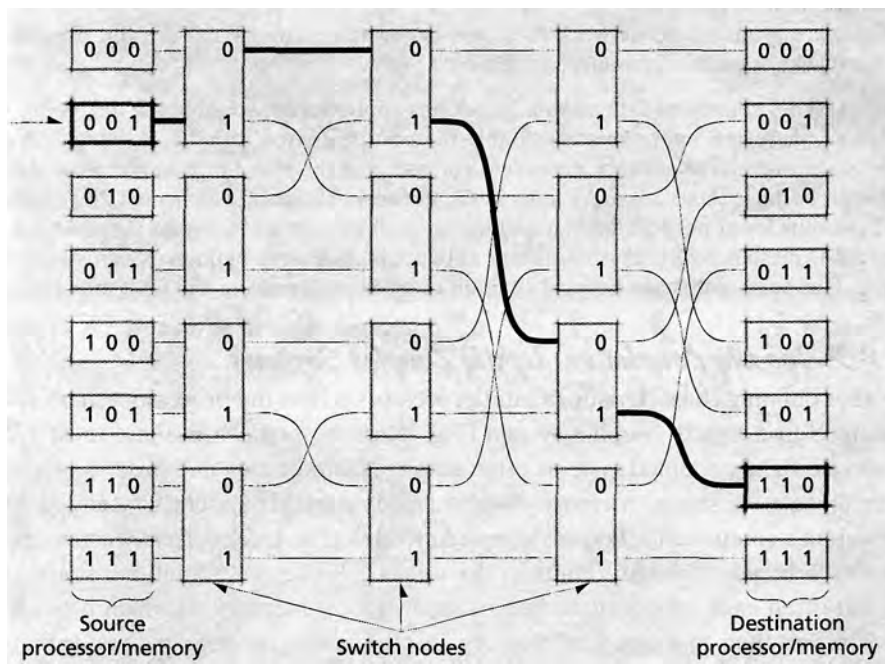 0 0 0 0 0 0 0 0 0
0 0 1 1 1 1 0 0 1
0 1 0 0 0 0 0 1 0
0 1 1 1 1 1 0 1 1
1 0 0 0 0 0 1 0 0
1 0 1 1 1 1 1 0 1
1 1 0 0 0 0 1 1 0
1 1 1 1 1 1 1 1 1
Source Destination
processor/memory Switch nodes processor/memory